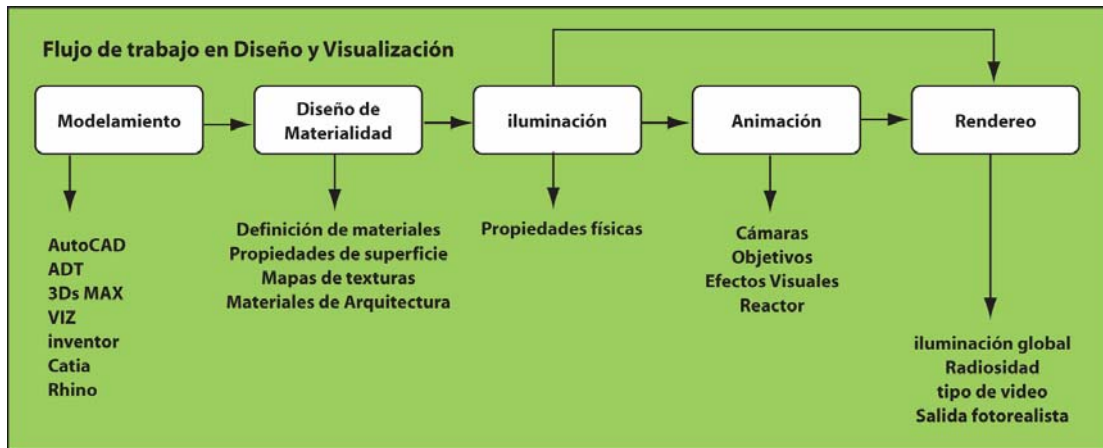 Flujo de trabajo en Diseño y Visualización
Modelamiento
Diseño de
Materialidad
iluminación
Animación
Rendereo
AutoCAD
ADT
3Ds MAX
VIZ
inventor
Catia
Rhino
Definición de materiales
Propiedades de superficie
Mapas de texturas
Materiales de Arquitectura
Propiedades físicas
Cámaras
Objetivos
Efectos Visuales
Reactor
iluminación global
Radiosidad
tipo de video
Salida fotorealista